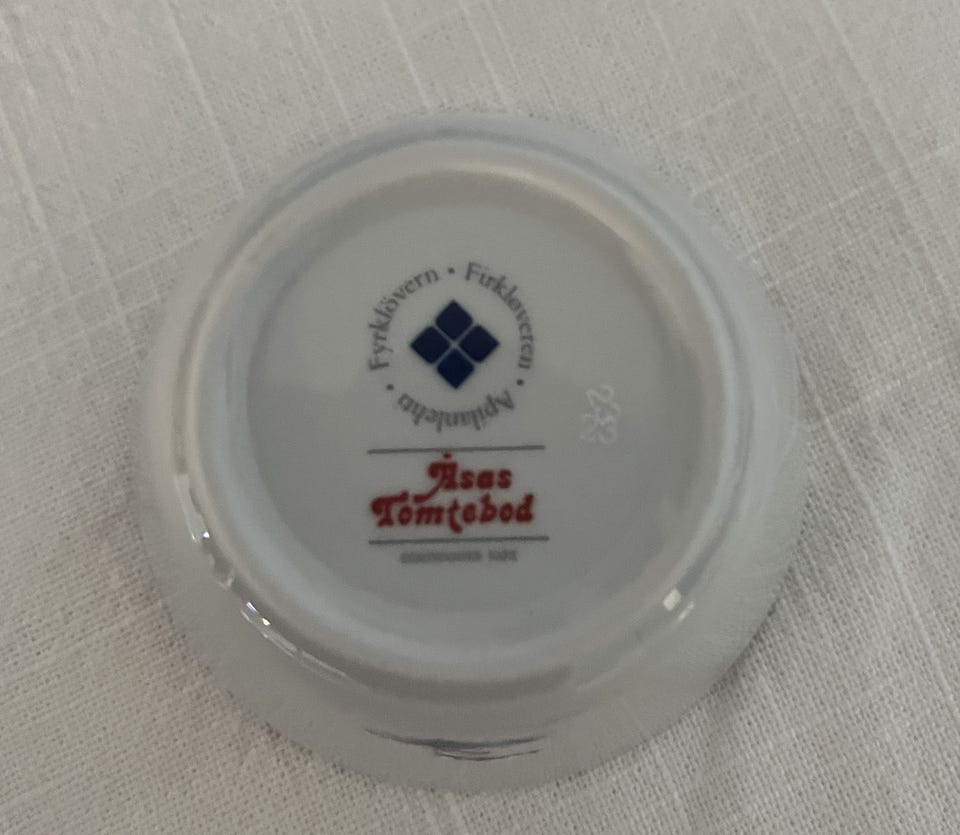 Fyrklövern • Firkløveren • Apilanlehti •
Åsas
Tomtebod